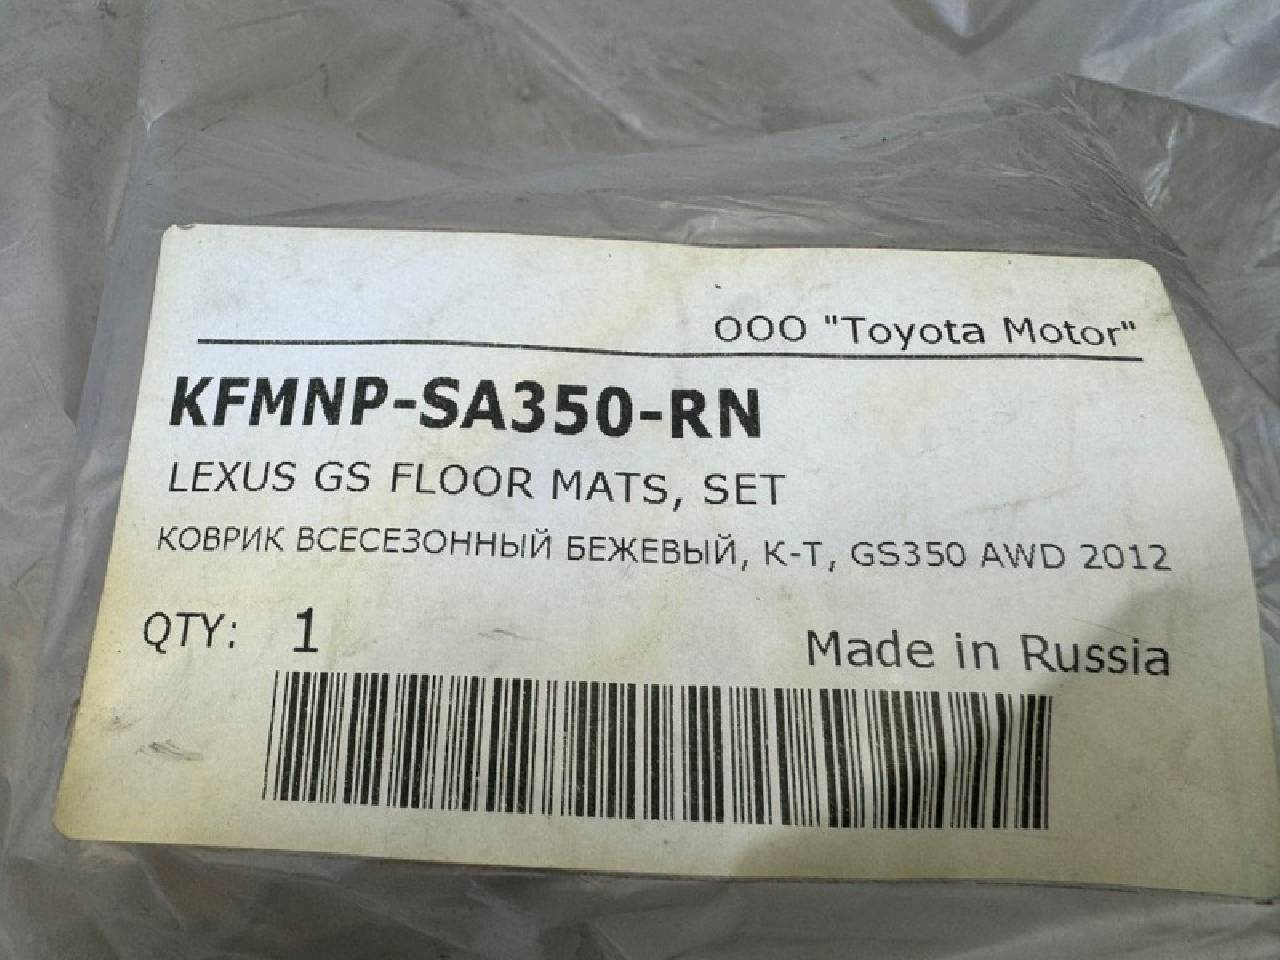 ООО "Toyota Motor"
KFMNP-SA350-RN
LEXUS GS FLOOR MATS, SET
КОВРИК ВСЕСЕЗОННЫЙ БЕЖЕВЫЙ, К-Т, GS350 AWD 2012
QTY: 1
Made in Russia